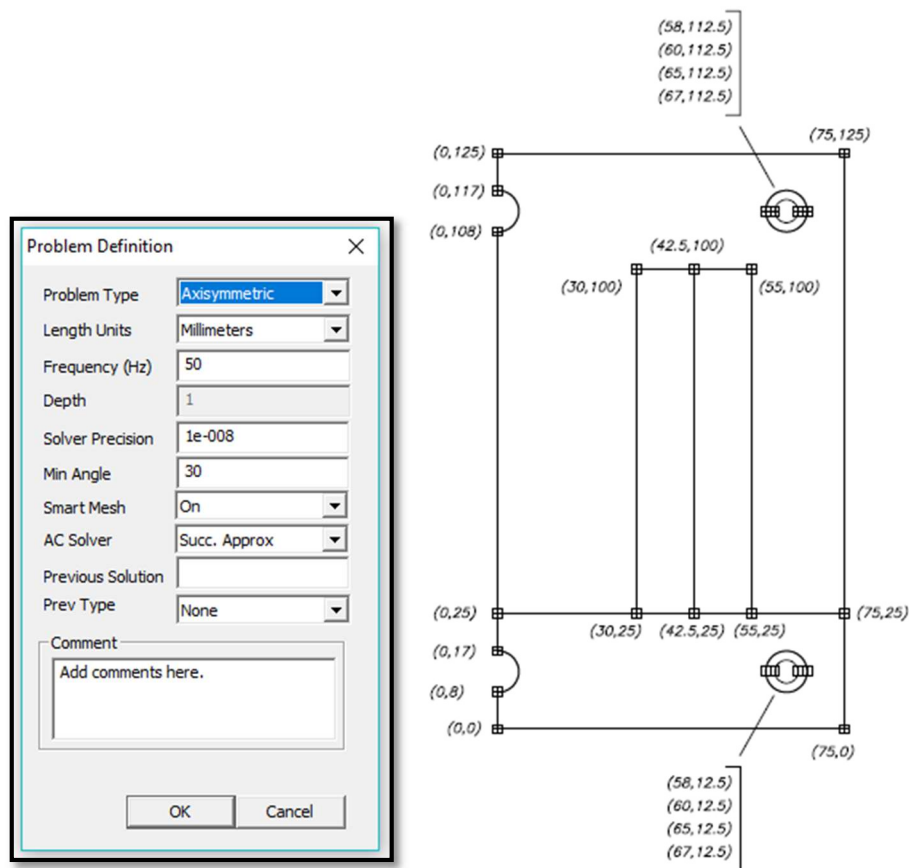 Problem Definition
Problem Type Axisymmetric
Length Units Millimeters
Frequency (Hz) 50
Depth 1
Solver Precision 1e-008
Min Angle 30
Smart Mesh On
AC Solver Succ. Approx
Previous Solution
Prev Type None
Comment
Add comments here.
OK Cancel
(58,112.5)
(60,112.5)
(65,112.5)
(67,112.5)
(75,125)
(0,125)
(0,117)
(0,108)
(42.5,100)
(30,100) (55,100)
(0,25) (75,25)
(30,25) (42.5,25) (55,25)
(0,17)
(0,8)
(0,0)
(75,0)
(58,12.5)
(60,12.5)
(65,12.5)
(67,12.5)